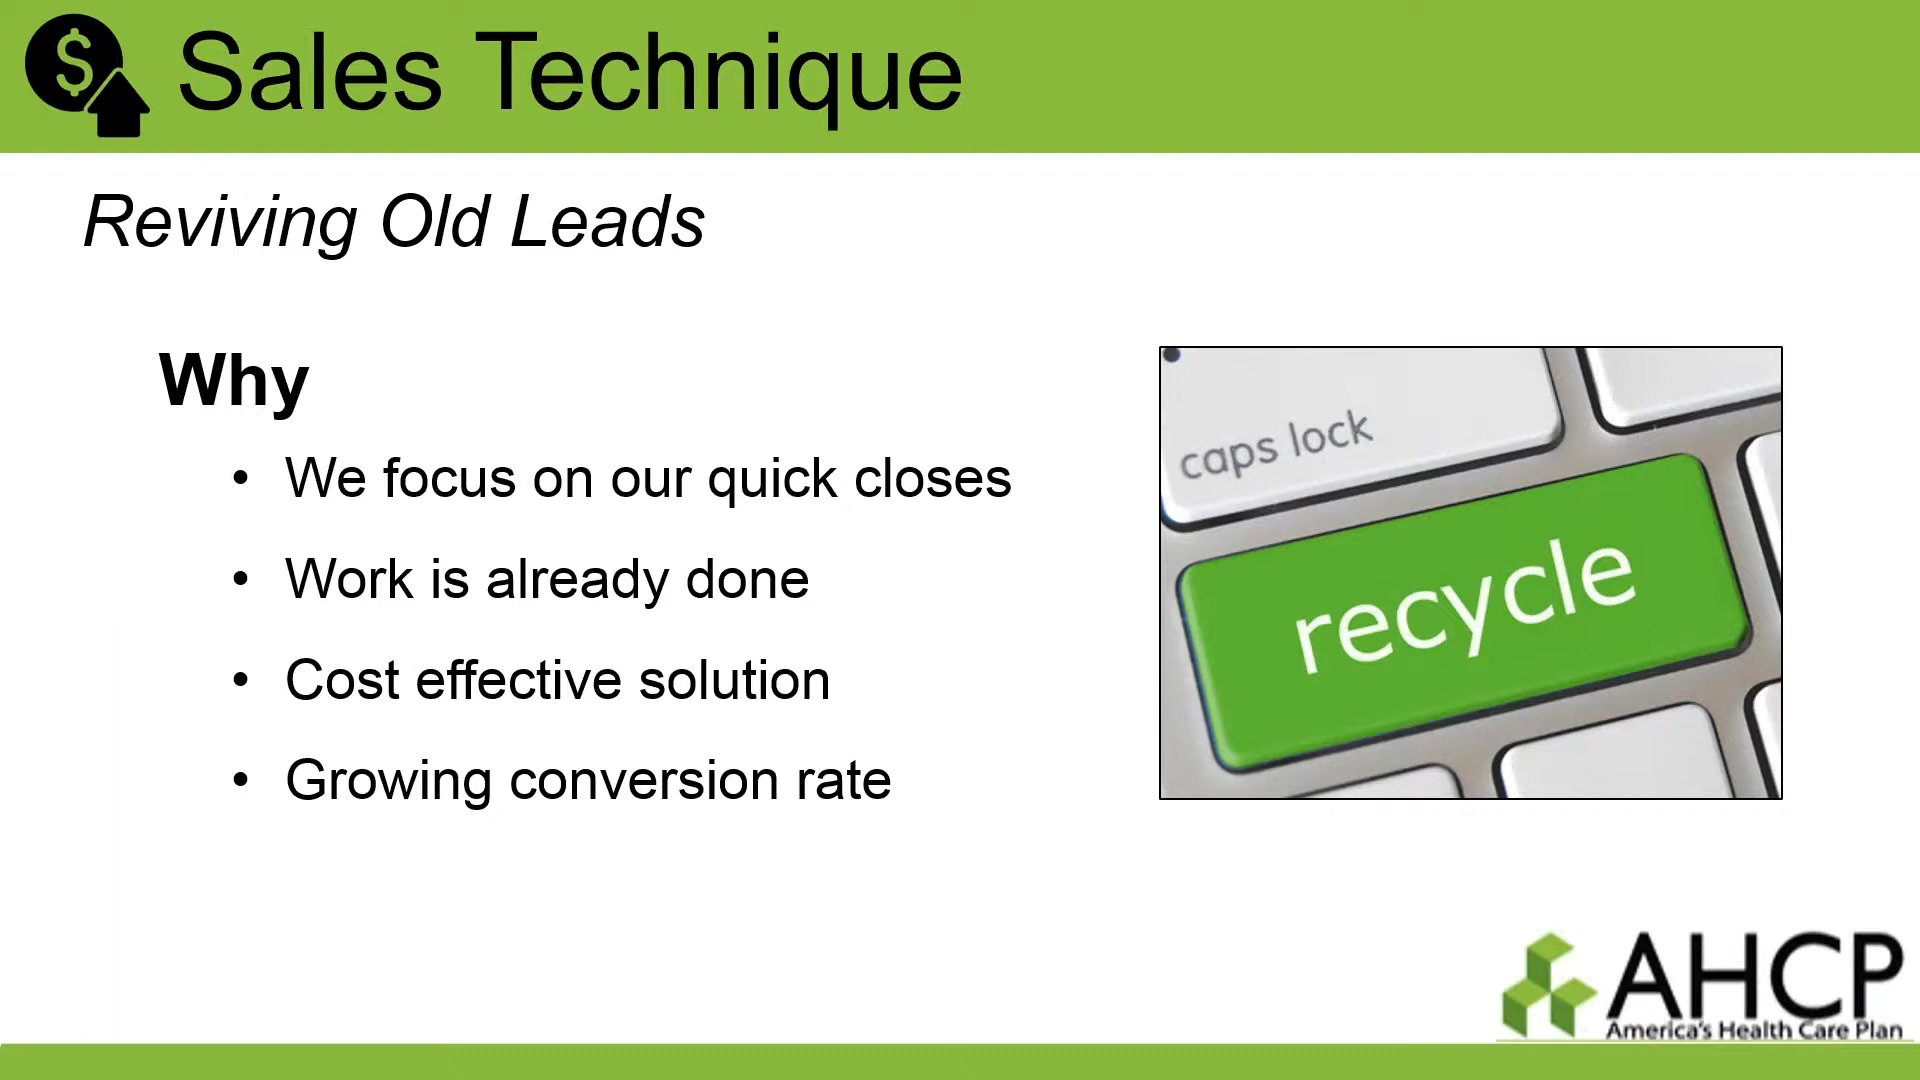 $ Sales Technique
Reviving Old Leads
Why
• We focus on our quick closes
• Work is already done
• Cost effective solution
• Growing conversion rate
caps lock
recycle
AHCP
America's Health Care Plan